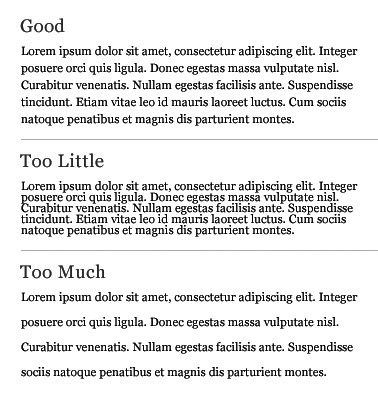 Good
Lorem ipsum dolor sit amet, consectetur adipiscing elit. Integer
posuere orci quis ligula. Donec egestas massa vulputate nisl.
Curabitur venenatis. Nullam egestas facilisis ante. Suspendisse
tincidunt. Etiam vitae leo id mauris laoreet luctus. Cum sociis
natoque penatibus et magnis dis parturient montes.
Too Little
Lorem ipsum dolor sit amet, consectetur adipiscing elit. Integer
posuere orci quis ligula. Donec egestas massa vulputate nisl.
Curabitur venenatis. Nullam egestas facilisis ante. Suspendisse
tincidunt. Etiam vitae leo id mauris laoreet luctus. Cum sociis
natoque penatibus et magnis dis parturient montes.
Too Much
Lorem ipsum dolor sit amet, consectetur adipiscing elit. Integer
posuere orci quis ligula. Donec egestas massa vulputate nisl.
Curabitur venenatis. Nullam egestas facilisis ante. Suspendisse
sociis natoque penatibus et magnis dis parturient montes.